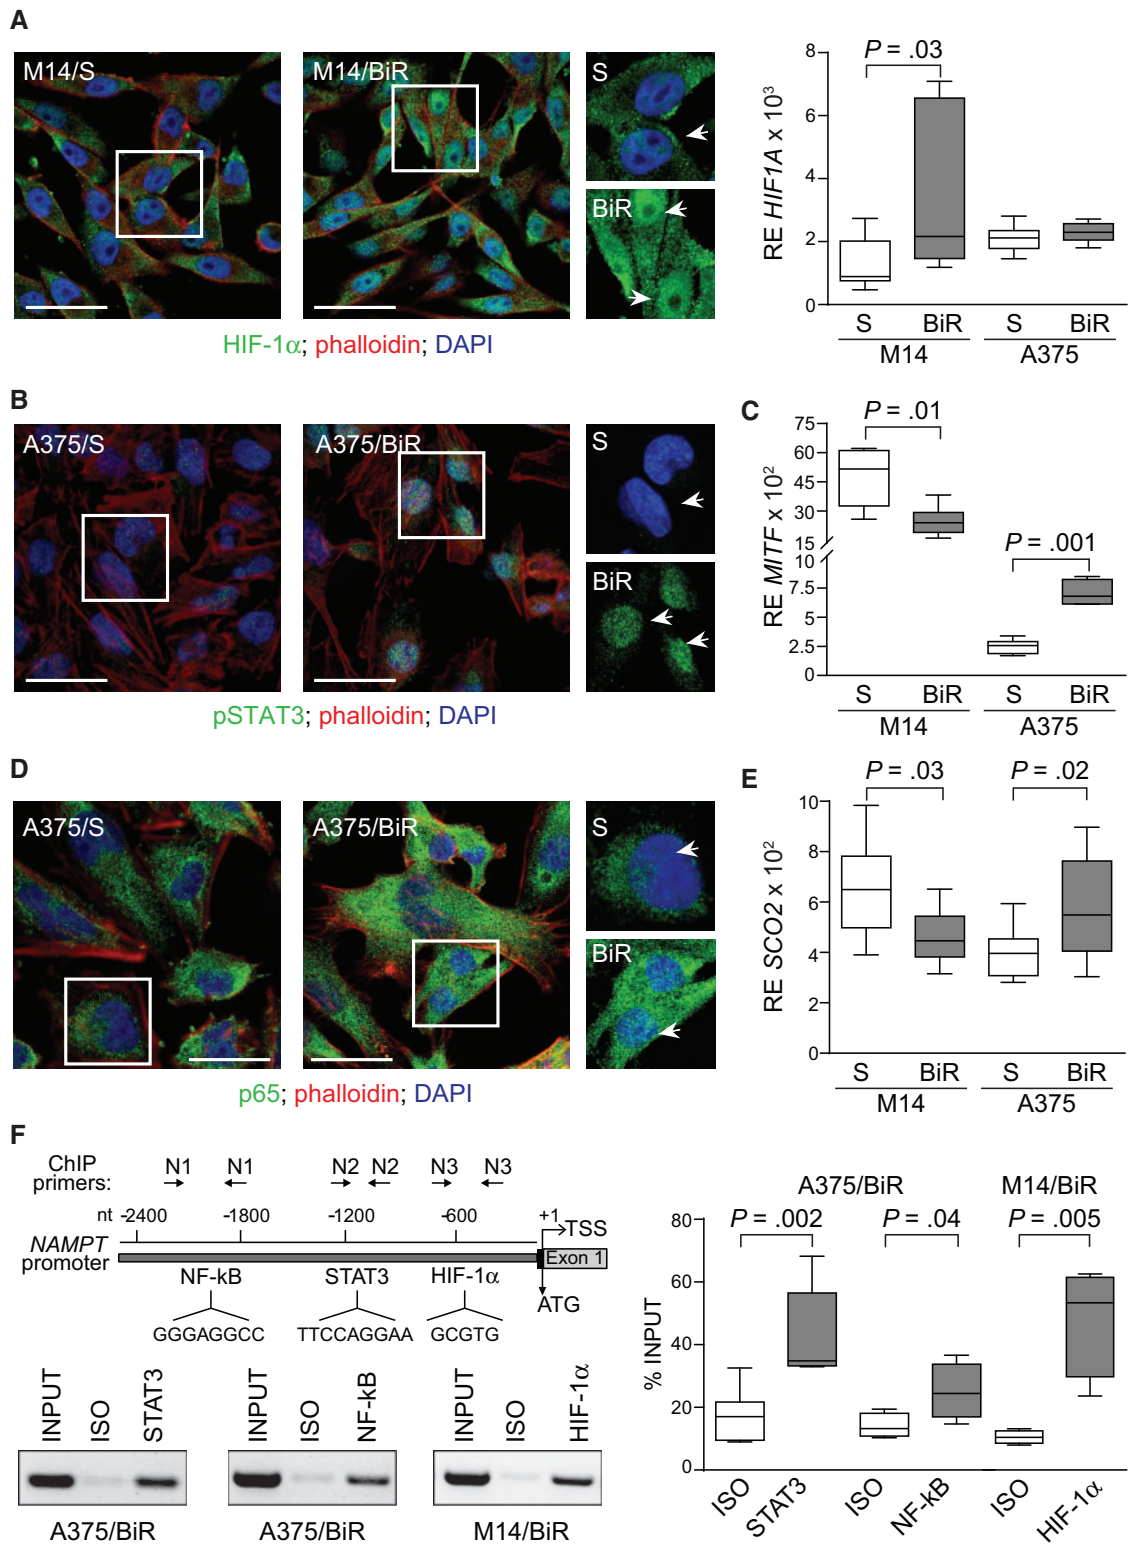 A
M14/S
M14/BiR
S
BiR
HIF-1α; phalloidin; DAPI
P = .03
RE HIF1A x 10³
8
6
4
2
0
S BiR S BiR
M14 A375
B
A375/S
A375/BiR
S
BiR
pSTAT3; phalloidin; DAPI
C
P = .01
P = .001
RE MITF x 10²
75
60
45
30
15
10
7.5
5
2.5
0
S BiR S BiR
M14 A375
D
A375/S
A375/BiR
S
BiR
p65; phalloidin; DAPI
E
P = .03 P = .02
RE SCO2 x 10²
10
8
6
4
2
0
S BiR S BiR
M14 A375
F
ChIP primers:
N1 N1 N2 N2 N3 N3
nt -2400 -1800 -1200 -600 +1 TSS
NAMPT promoter
Exon 1
NF-kB STAT3 HIF-1α
ATG
GGGAGGCC TTCCAGGAA GCGTG
INPUT ISO STAT3
INPUT ISO NF-kB
INPUT ISO HIF-1α
A375/BiR A375/BiR M14/BiR
A375/BiR M14/BiR
P = .002 P = .04 P = .005
% INPUT
80
60
40
20
0
ISO STAT3 ISO NF-kB ISO HIF-1α